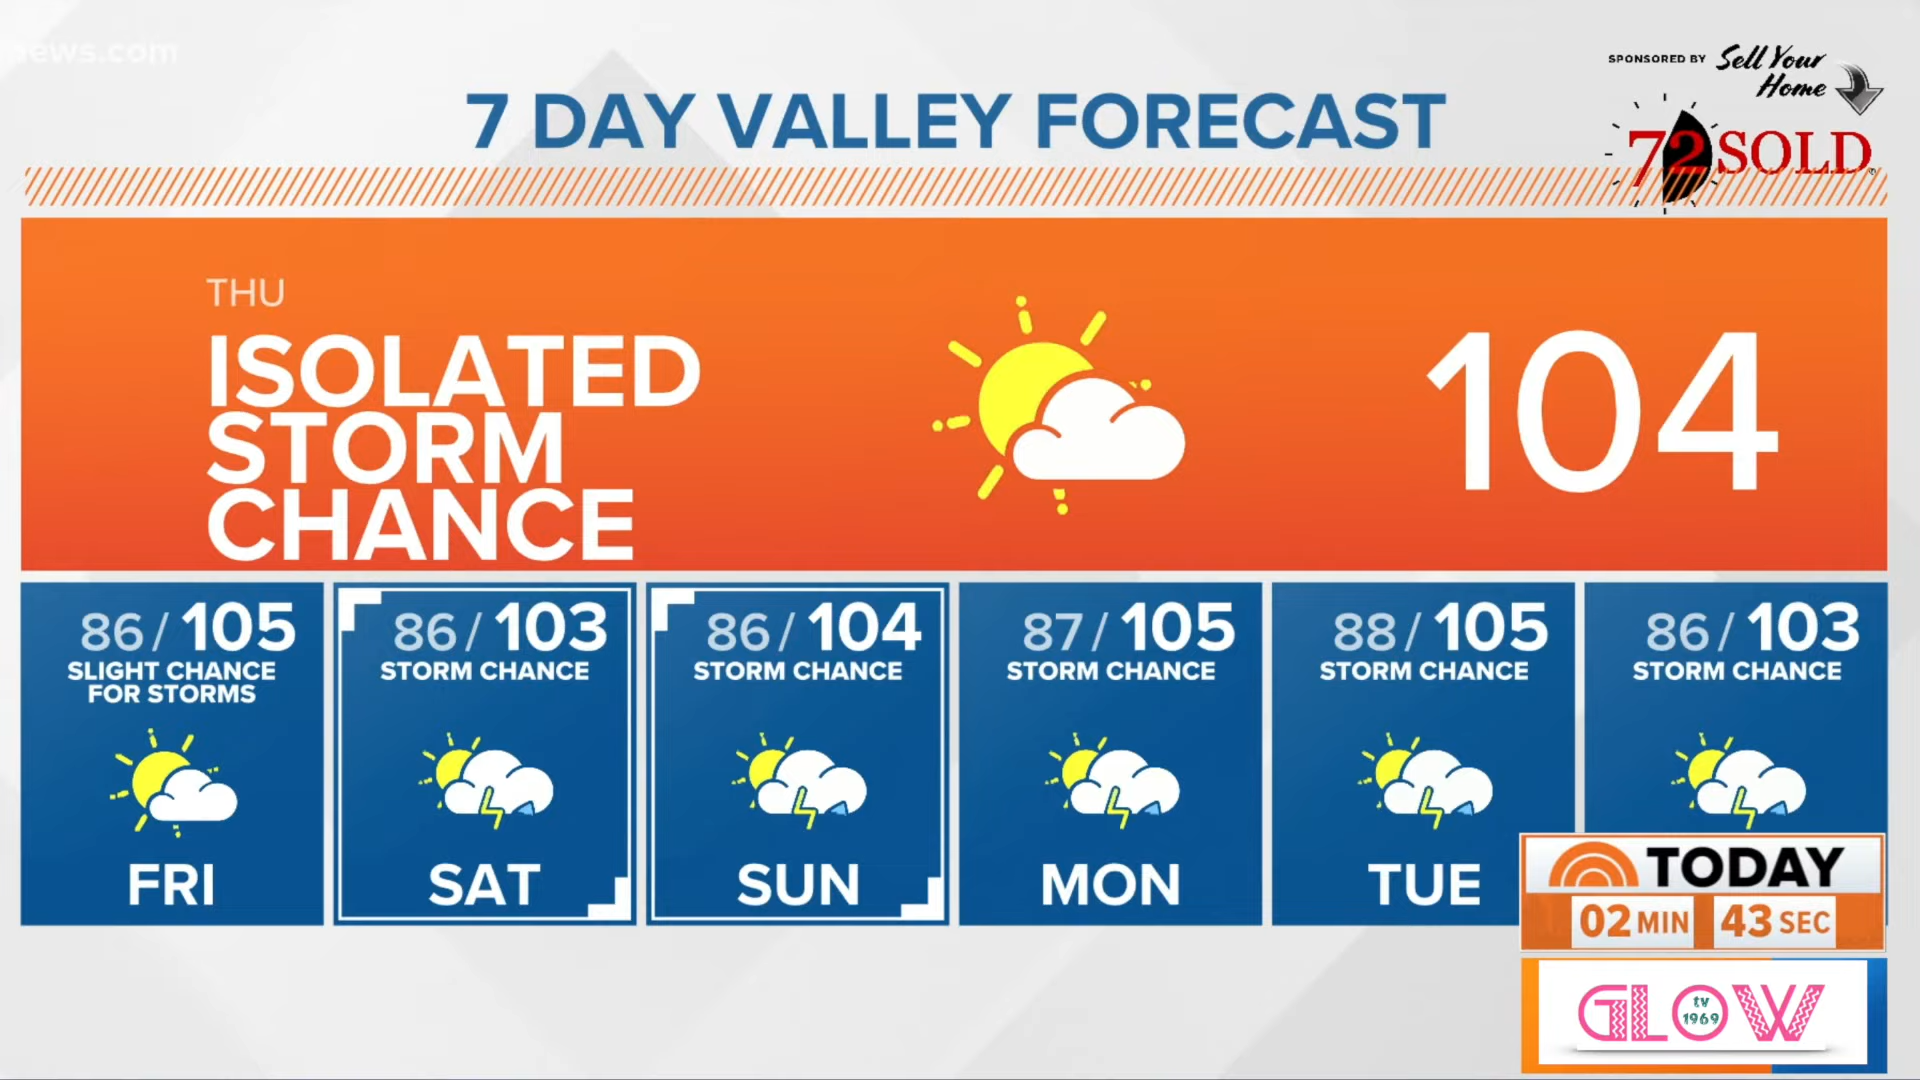 news.com
SPONSORED BY Sell Your
Home
72SOLD
7 DAY VALLEY FORECAST
THU
ISOLATED
STORM
CHANCE
104
86/105
SLIGHT CHANCE
FOR STORMS
FRI
86/103
STORM CHANCE
SAT
86/104
STORM CHANCE
SUN
87/105
STORM CHANCE
MON
88/105
STORM CHANCE
TUE
86/103
STORM CHANCE
TODAY
02 MIN 43 SEC
GLOW
tv
1969